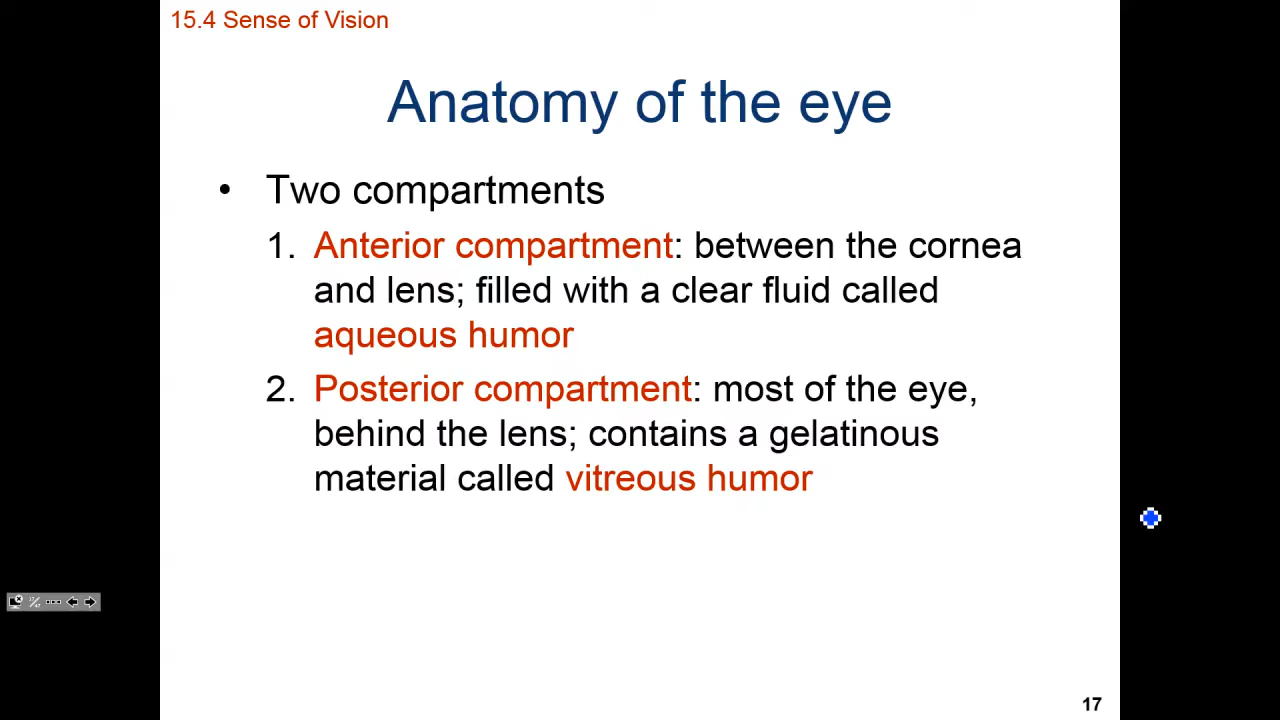 15.4 Sense of Vision
Anatomy of the eye
• Two compartments
1. Anterior compartment: between the cornea
and lens; filled with a clear fluid called
aqueous humor
2. Posterior compartment: most of the eye,
behind the lens; contains a gelatinous
material called vitreous humor
17